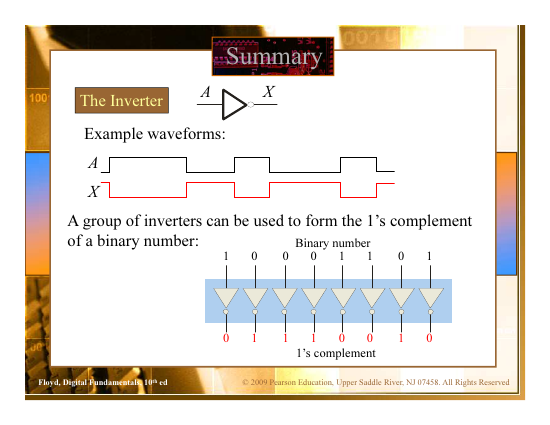 Summary
The Inverter
A X
Example waveforms:
A
X
A group of inverters can be used to form the 1’s complement
of a binary number:
Binary number
1 0 0 0 1 1 0 1
0 1 1 1 0 0 1 0
1’s complement
Floyd, Digital Fundamentals, 10th ed
© 2009 Pearson Education, Upper Saddle River, NJ 07458. All Rights Reserved